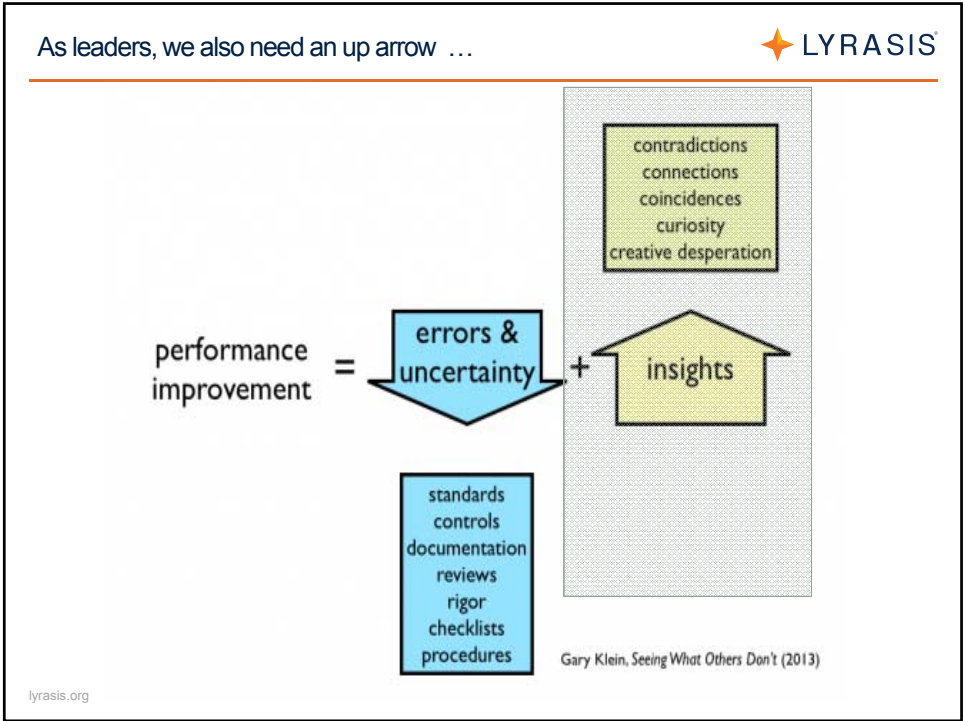 As leaders, we also need an up arrow …
LYRASIS
contradictions
connections
coincidences
curiosity
creative desperation
performance
improvement
=
errors &
uncertainty
+
insights
standards
controls
documentation
reviews
rigor
checklists
procedures
Gary Klein, Seeing What Others Don't (2013)
lyrasis.org